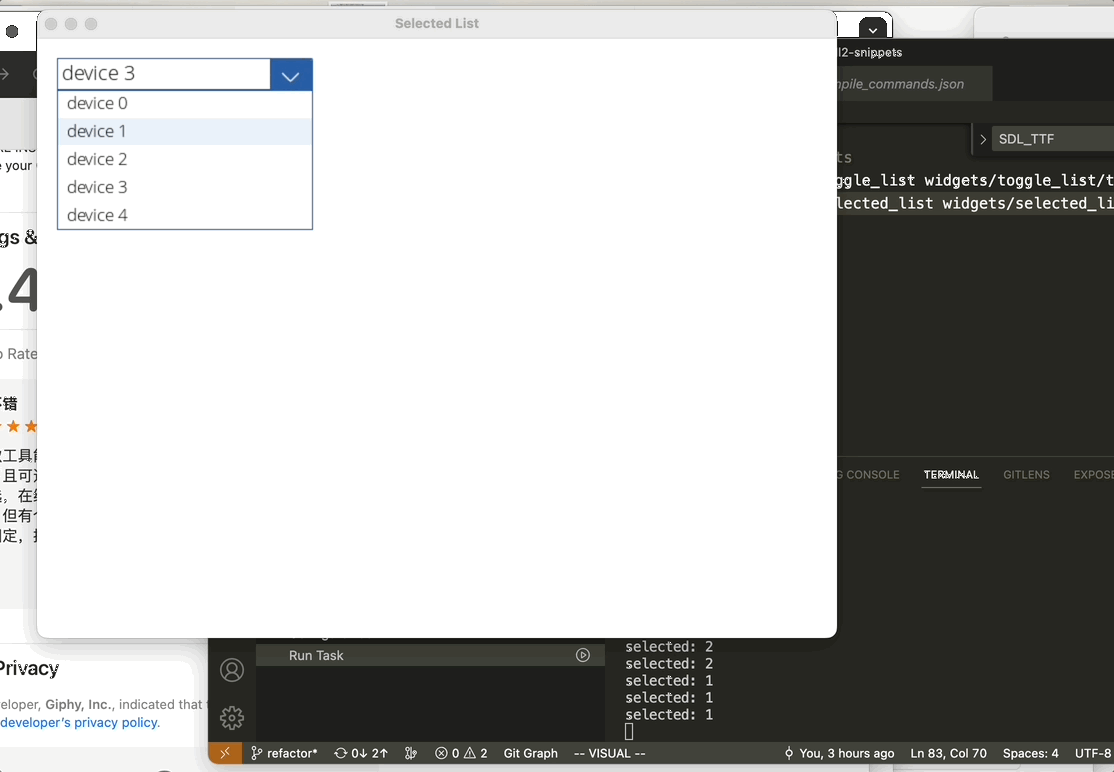 Selected List
device 3
device 0
device 1
device 2
device 3
device 4
l2-snippets
pile_commands.json
SDL_TTF
ts
ggle_list widgets/toggle_list/t
lected_list widgets/selected_li
your
gs &
.4
Rate
错
工具
且可
，在
但有
定，
G CONSOLE
TERMINAL
GITLENS
EXPOSE
Privacy
eloper, Giphy, Inc., indicated that
developer's privacy policy.
Run Task
selected: 2
selected: 2
selected: 1
selected: 1
selected: 1
refactor* 0↓ 2↑ 0 2 Git Graph -- VISUAL -- You, 3 hours ago Ln 83, Col 70 Spaces: 4 UTF-8